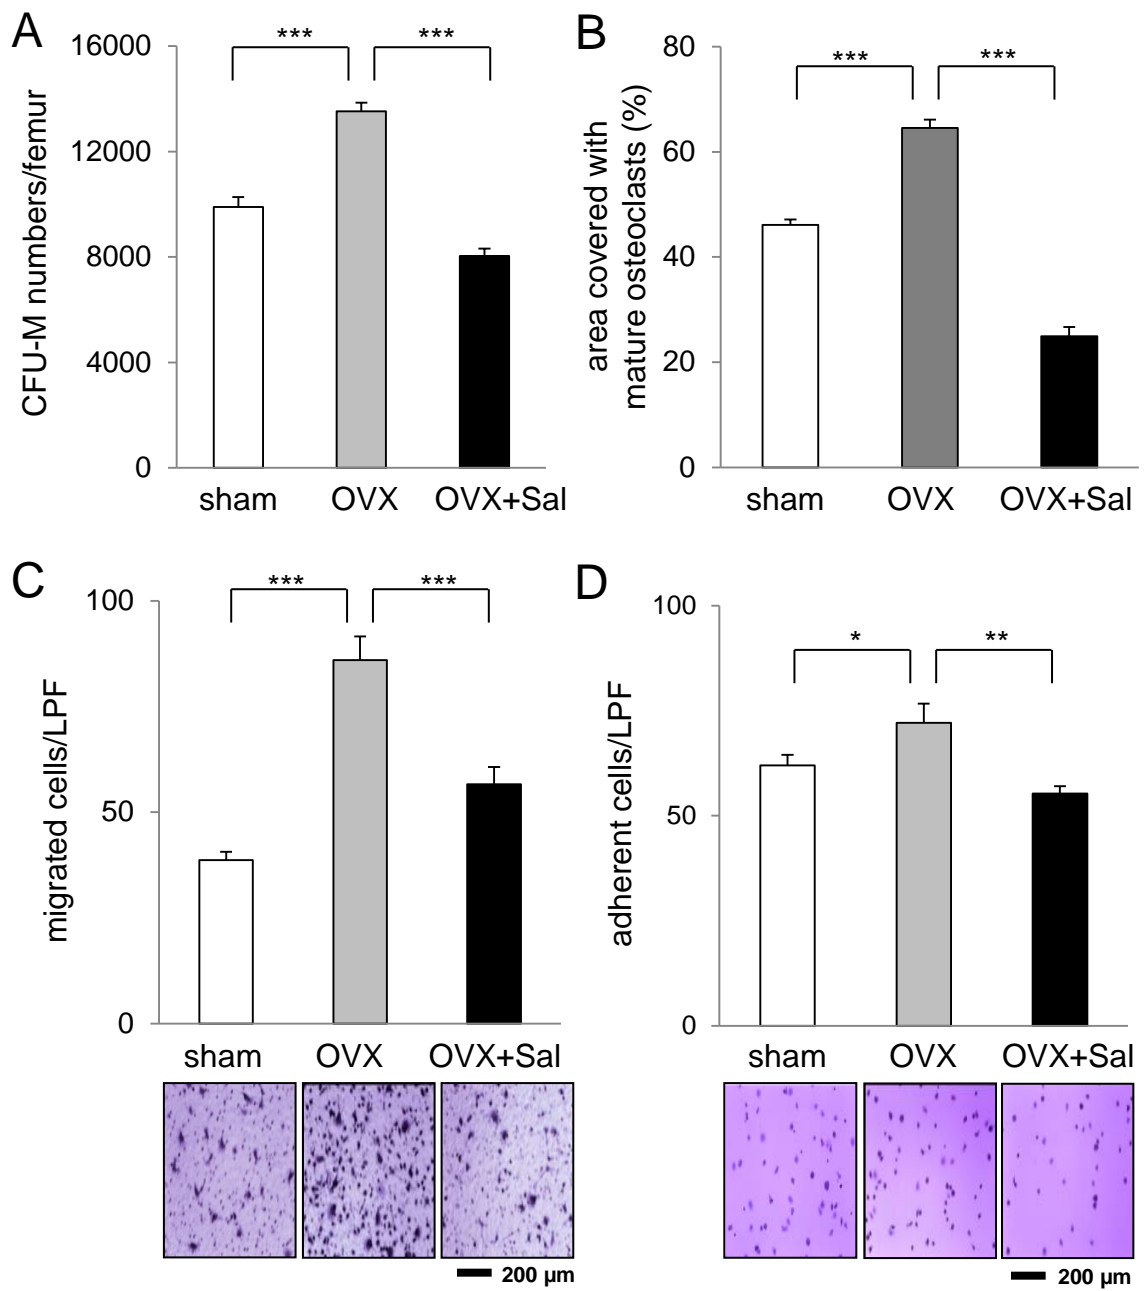 A
CFU-M numbers/femur
16000
12000
8000
4000
0
***
***
sham
OVX
OVX+Sal
B
area covered with
mature osteoclasts (%)
80
60
40
20
0
***
***
sham
OVX
OVX+Sal
C
migrated cells/LPF
100
50
0
***
***
sham
OVX
OVX+Sal
200 µm
D
adherent cells/LPF
100
50
0
*
**
sham
OVX
OVX+Sal
200 µm